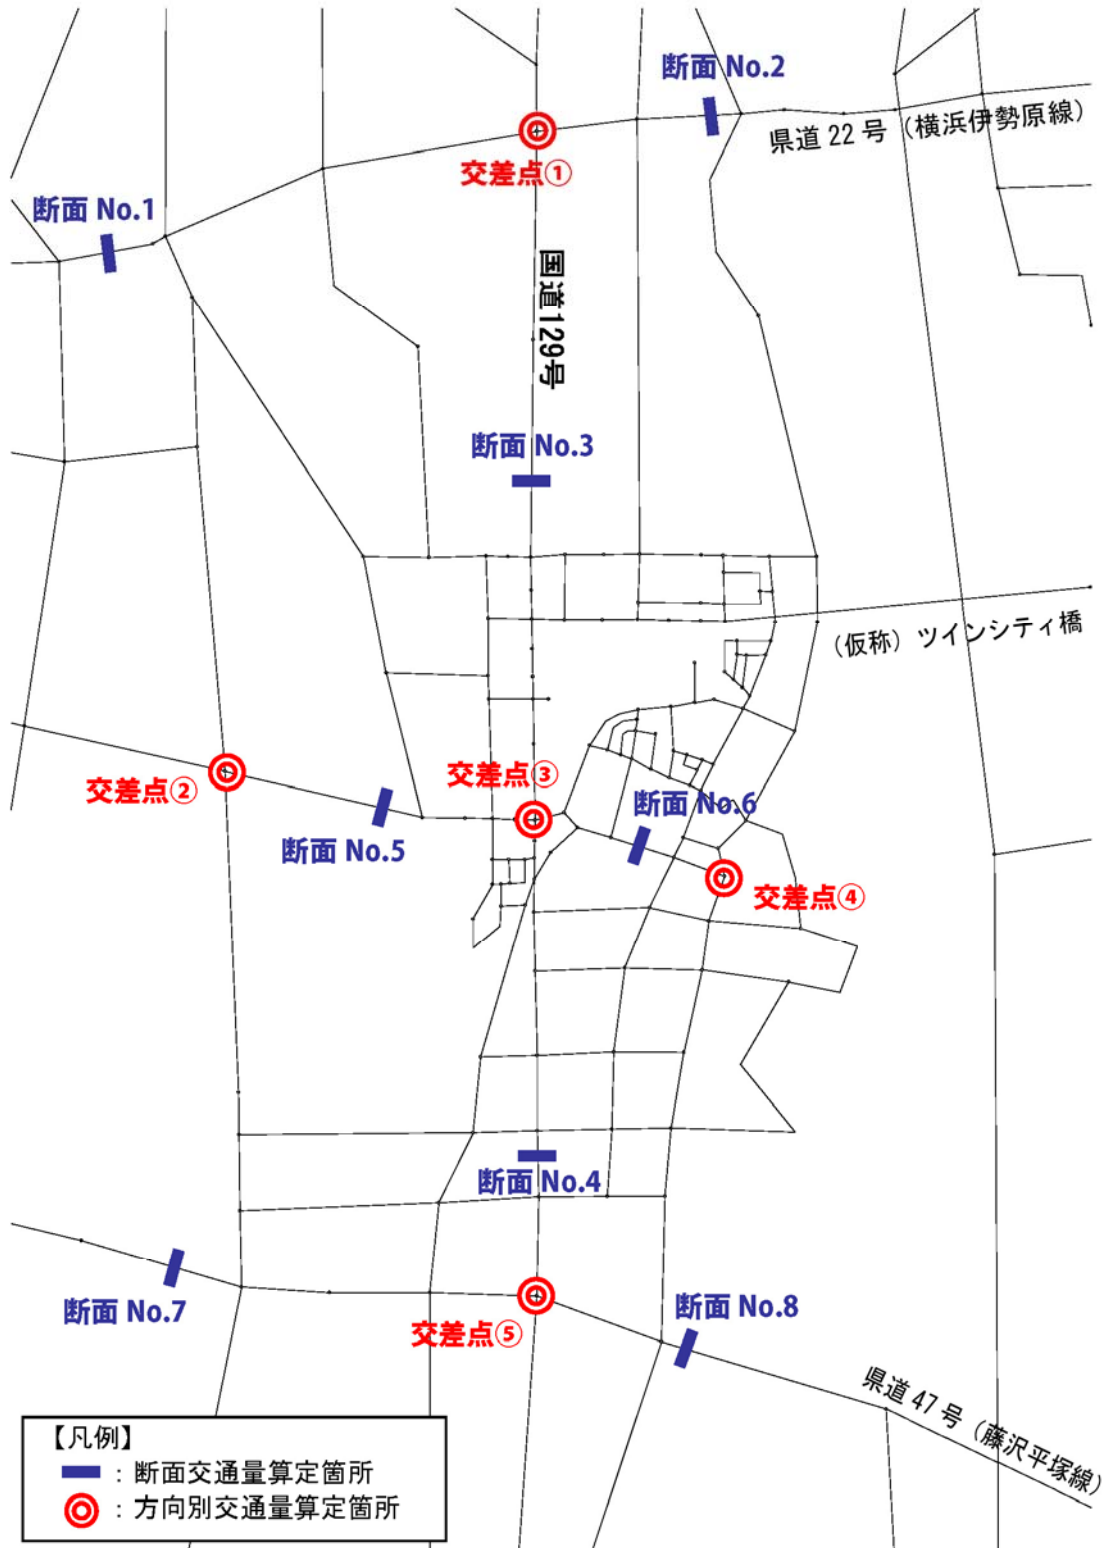 断面 No.2
県道 22 号（横浜伊勢原線）
交差点①
断面 No.1
国道129号
断面 No.3
（仮称）ツインシティ橋
交差点③
交差点②
断面 No.6
断面 No.5
交差点④
断面 No.4
断面 No.7
断面 No.8
交差点⑤
県道 47 号（藤沢平塚線）
【凡例】
：断面交通量算定箇所
：方向別交通量算定箇所